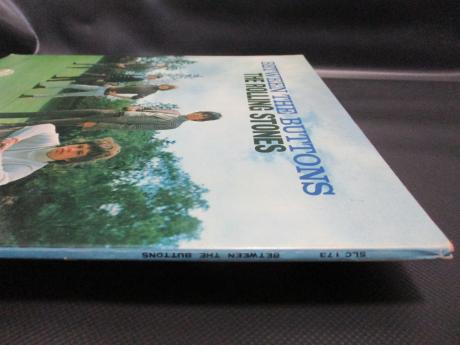 BETWEEN THE BUTTONS
THE ROLLING STONES
SLC 173 BETWEEN THE BUTTONS